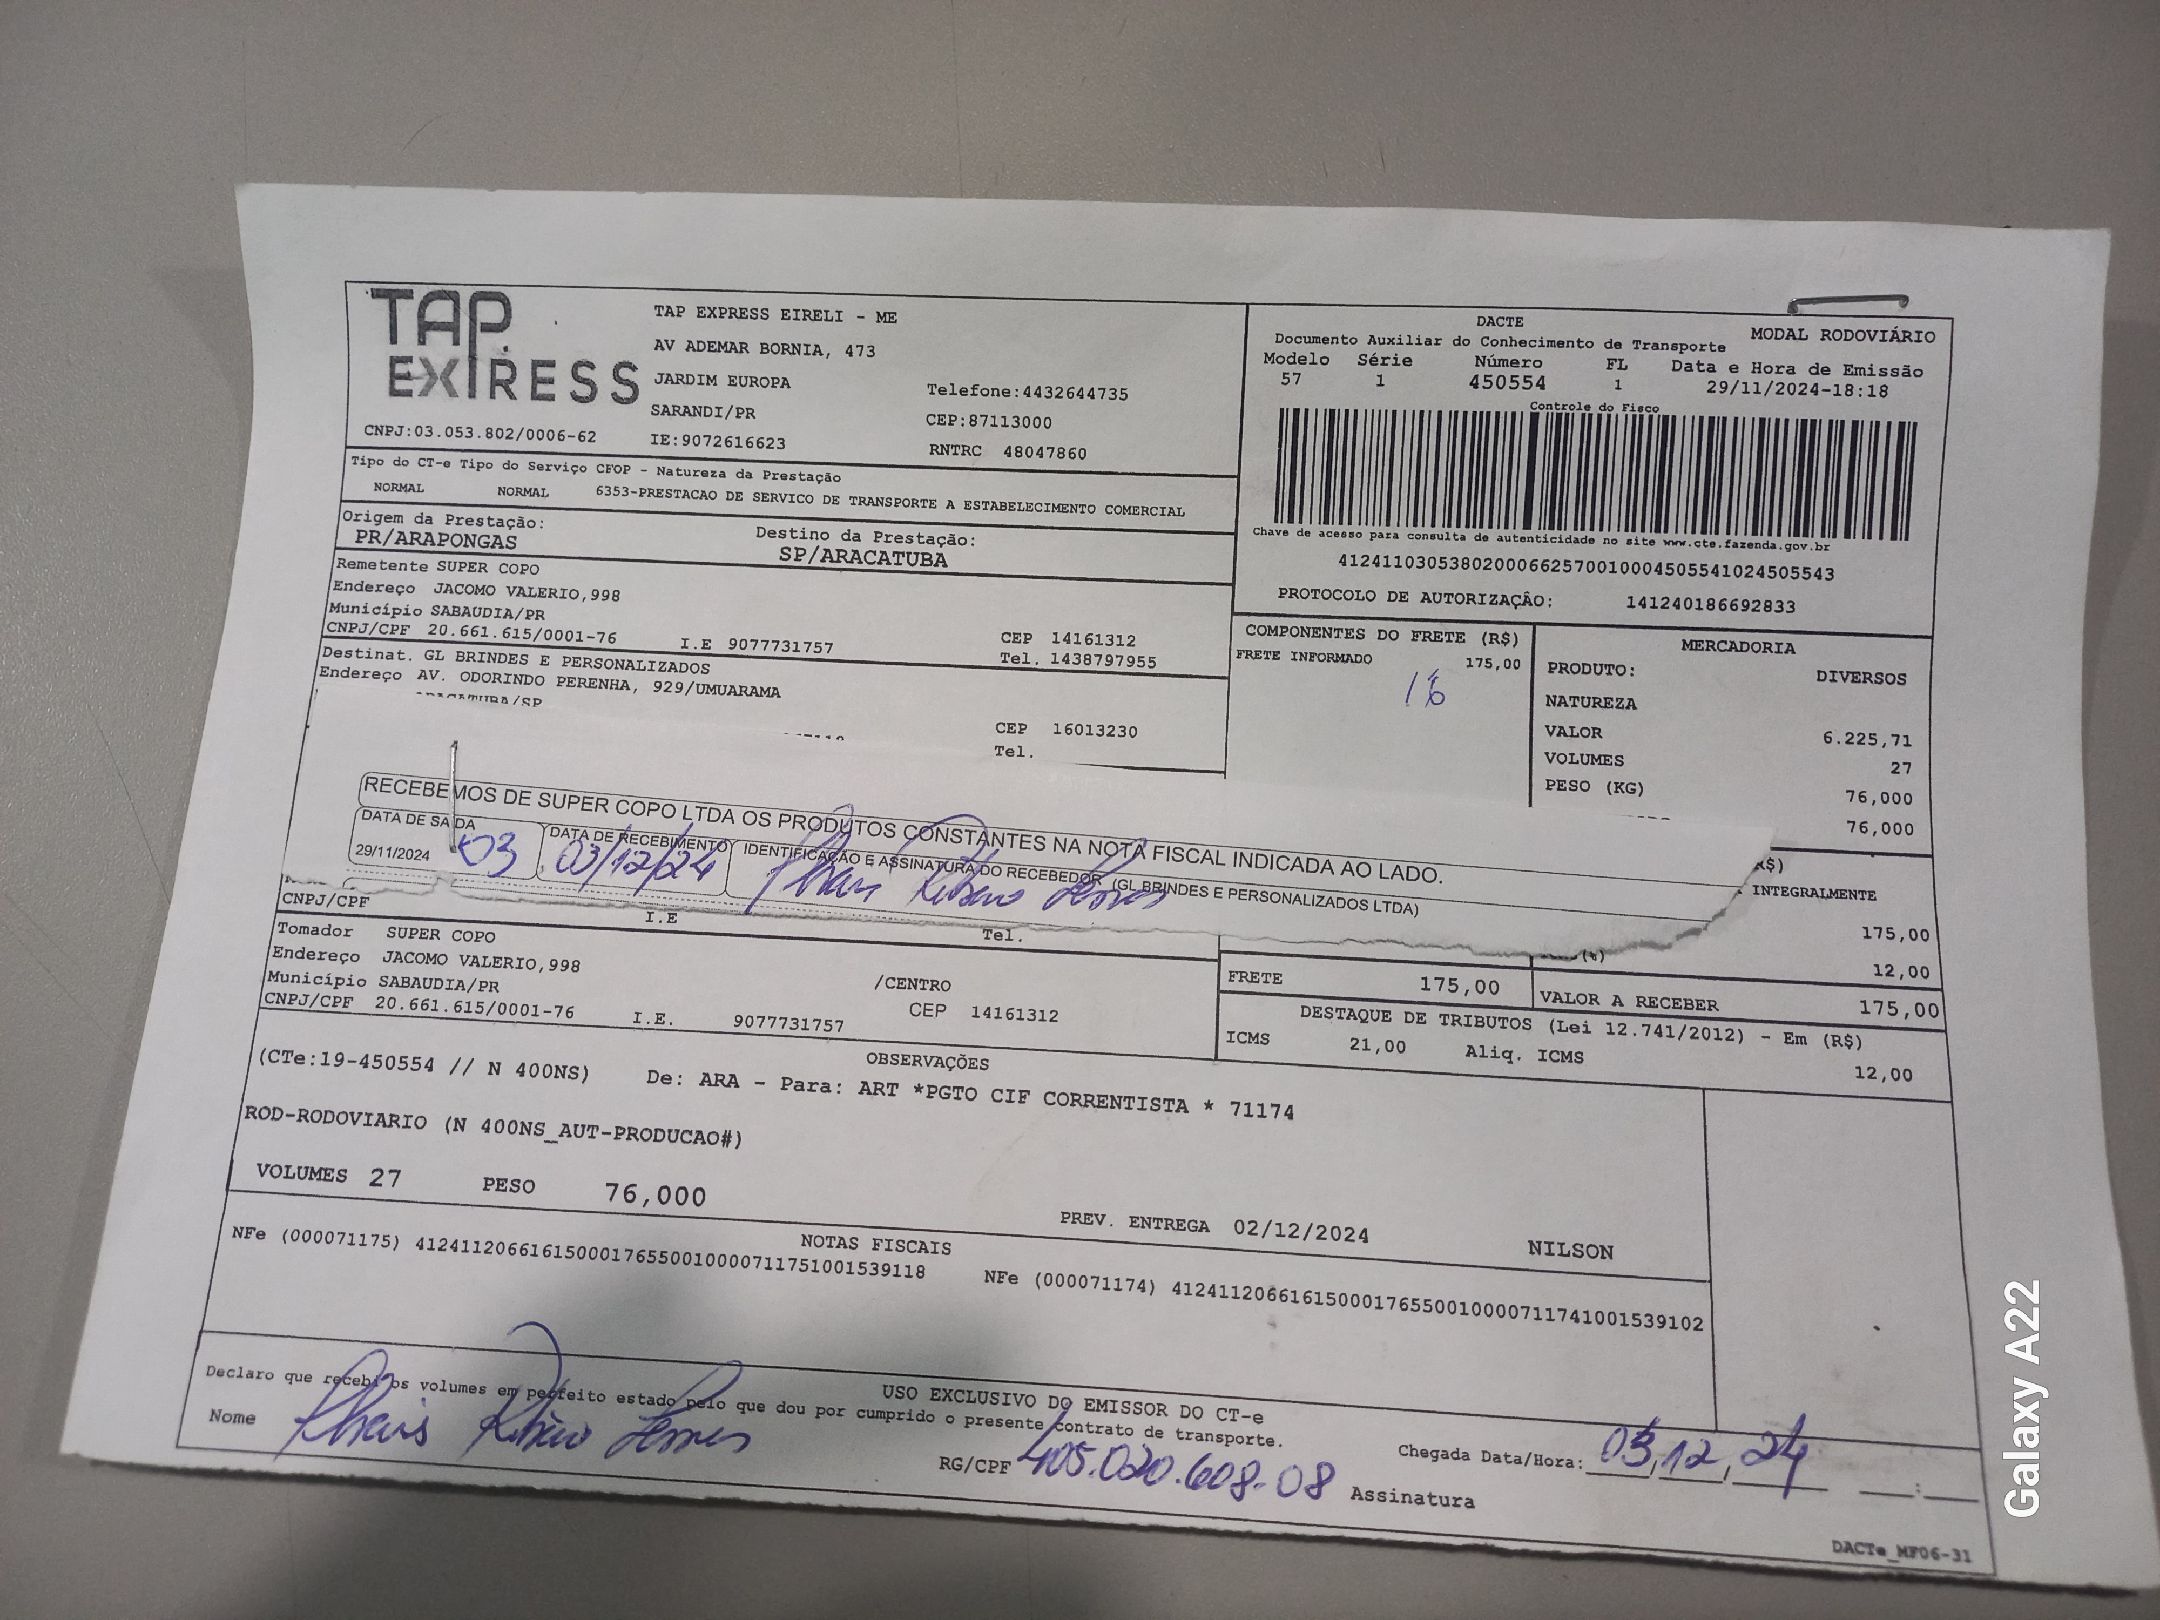 TAP EXPRESS
TAP EXPRESS EIRELI - ME
AV ADEMAR BORNIA, 473
JARDIM EUROPA
SARANDI/PR
IE:9072616623
Telefone:4432644735
CEP:87113000
RNTRC 48047860
CNPJ:03.053.802/0006-62
DACTE
Documento Auxiliar do Conhecimento de Transporte
MODAL RODOVIÁRIO
Modelo Série Número FL Data e Hora de Emissão
57 1 450554 1 29/11/2024-18:18
Controle do Fisco
Chave de acesso para consulta de autenticidade no site www.cte.fazenda.gov.br
41241103053802000662570010004505541024505543
PROTOCOLO DE AUTORIZAÇÃO: 141240186692833
Tipo do CT-e Tipo do Serviço CFOP - Natureza da Prestação
NORMAL NORMAL 6353-PRESTACAO DE SERVICO DE TRANSPORTE A ESTABELECIMENTO COMERCIAL
Origem da Prestação:
PR/ARAPONGAS
Destino da Prestação:
SP/ARACATUBA
Remetente SUPER COPO
Endereço JACOMO VALERIO,998
Município SABAUDIA/PR
CNPJ/CPF 20.661.615/0001-76 I.E 9077731757
CEP 14161312
Tel. 1438797955
Destinat. GL BRINDES E PERSONALIZADOS
Endereço AV. ODORINDO PERENHA, 929/UMUARAMA
ARACATUBA/SP
CEP 16013230
Tel.
COMPONENTES DO FRETE (R$)
FRETE INFORMADO 175,00
16
MERCADORIA
PRODUTO: DIVERSOS
NATUREZA
VALOR 6.225,71
VOLUMES 27
PESO (KG) 76,000
76,000
RECEBEMOS DE SUPER COPO LTDA OS PRODUTOS CONSTANTES NA NOTA FISCAL INDICADA AO LADO.
DATA DE SAIDA
29/11/2024 03
DATA DE RECEBIMENTO
03/12/24
IDENTIFICAÇÃO E ASSINATURA DO RECEBEDOR (GL BRINDES E PERSONALIZADOS LTDA)
R$)
INTEGRALMENTE
175,00
12,00
CNPJ/CPF I.E Tel.
Tomador SUPER COPO
Endereço JACOMO VALERIO,998 /CENTRO
Município SABAUDIA/PR CEP 14161312
CNPJ/CPF 20.661.615/0001-76 I.E. 9077731757
FRETE 175,00
VALOR A RECEBER 175,00
DESTAQUE DE TRIBUTOS (Lei 12.741/2012) - Em (R$)
ICMS 21,00 Aliq. ICMS 12,00
OBSERVAÇÕES
(CTe:19-450554 // N 400NS) De: ARA - Para: ART *PGTO CIF CORRENTISTA * 71174
ROD-RODOVIARIO (N 400NS_AUT-PRODUCAO#)
VOLUMES 27 PESO 76,000
PREV. ENTREGA 02/12/2024 NILSON
NOTAS FISCAIS
NFe (000071175) 41241120661615000176550010000711751001539118
NFe (000071174) 41241120661615000176550010000711741001539102
USO EXCLUSIVO DO EMISSOR DO CT-e
Declaro que recebi os volumes em perfeito estado pelo que dou por cumprido o presente contrato de transporte.
Nome
RG/CPF 405.020.608-08 Assinatura
Chegada Data/Hora: 03,12,24 :
DACTe_MF06-31
Galaxy A22